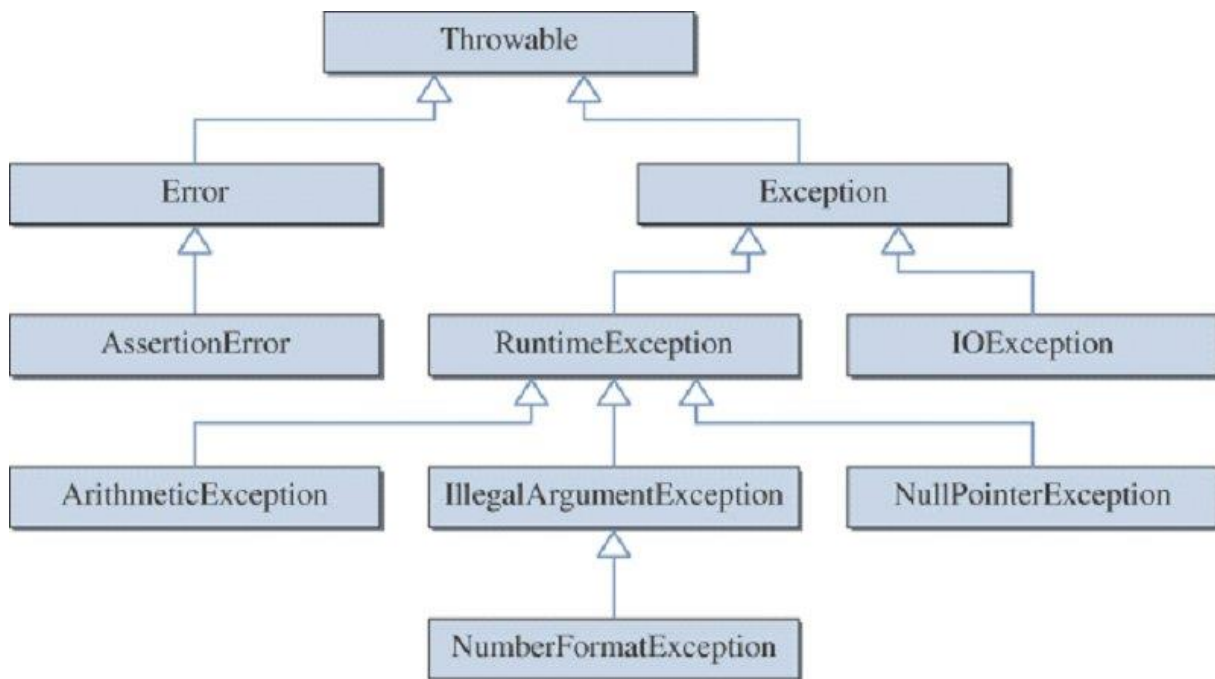 Throwable
Error
Exception
AssertionError
RuntimeException
IOException
ArithmeticException
IllegalArgumentException
NullPointerException
NumberFormatException